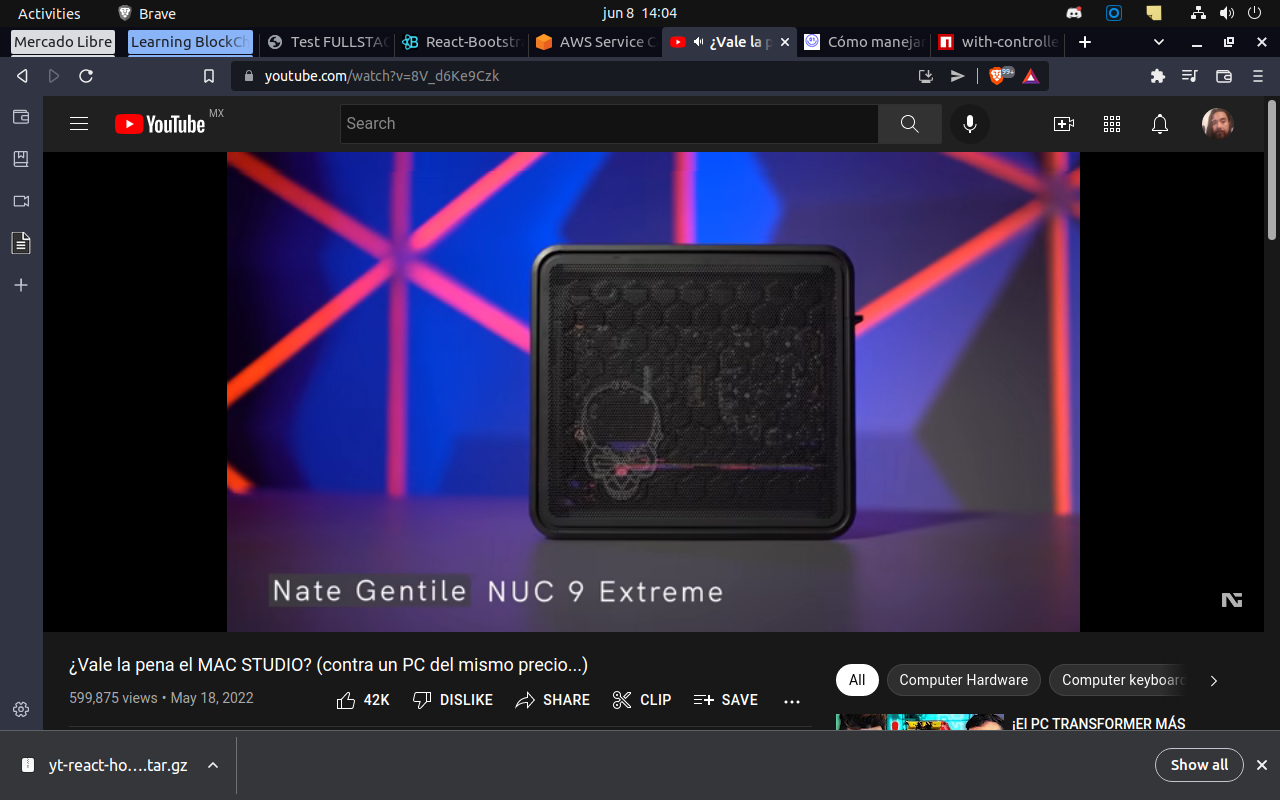 Activities
Brave
jun 8 14:04
Mercado Libre
Learning BlockCh
Test FULLSTAC
React-Bootstr
AWS Service C
¿Vale la p
Cómo manejar
with-controlle
youtube.com/watch?v=8V_d6Ke9Czk
99+
YouTube MX
Search
Nate Gentile NUC 9 Extreme
¿Vale la pena el MAC STUDIO? (contra un PC del mismo precio...)
599,875 views • May 18, 2022
42K
DISLIKE
SHARE
CLIP
SAVE
All
Computer Hardware
Computer keyboard
¡El PC TRANSFORMER MÁS
yt-react-ho....tar.gz
Show all